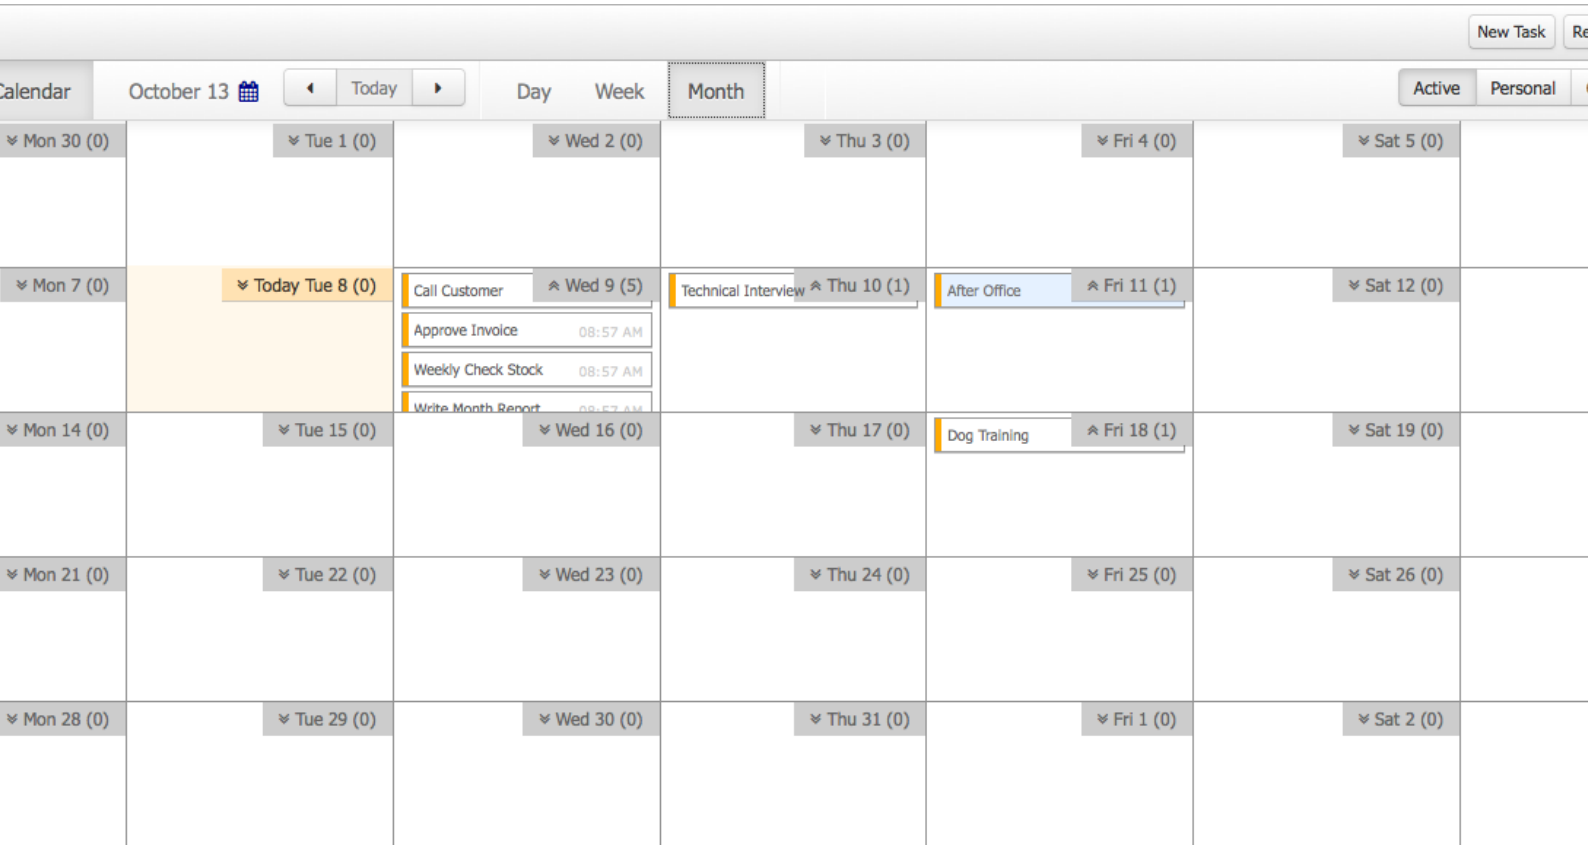 New Task
Calendar October 13 Today Day Week Month Active Personal
Mon 30 (0) Tue 1 (0) Wed 2 (0) Thu 3 (0) Fri 4 (0) Sat 5 (0)
Mon 7 (0) Today Tue 8 (0) Call Customer Wed 9 (5) Technical Interview Thu 10 (1) After Office Fri 11 (1) Sat 12 (0)
Approve Invoice 08:57 AM
Weekly Check Stock 08:57 AM
Write Month Report 08:57 AM
Mon 14 (0) Tue 15 (0) Wed 16 (0) Thu 17 (0) Dog Training Fri 18 (1) Sat 19 (0)
Mon 21 (0) Tue 22 (0) Wed 23 (0) Thu 24 (0) Fri 25 (0) Sat 26 (0)
Mon 28 (0) Tue 29 (0) Wed 30 (0) Thu 31 (0) Fri 1 (0) Sat 2 (0)